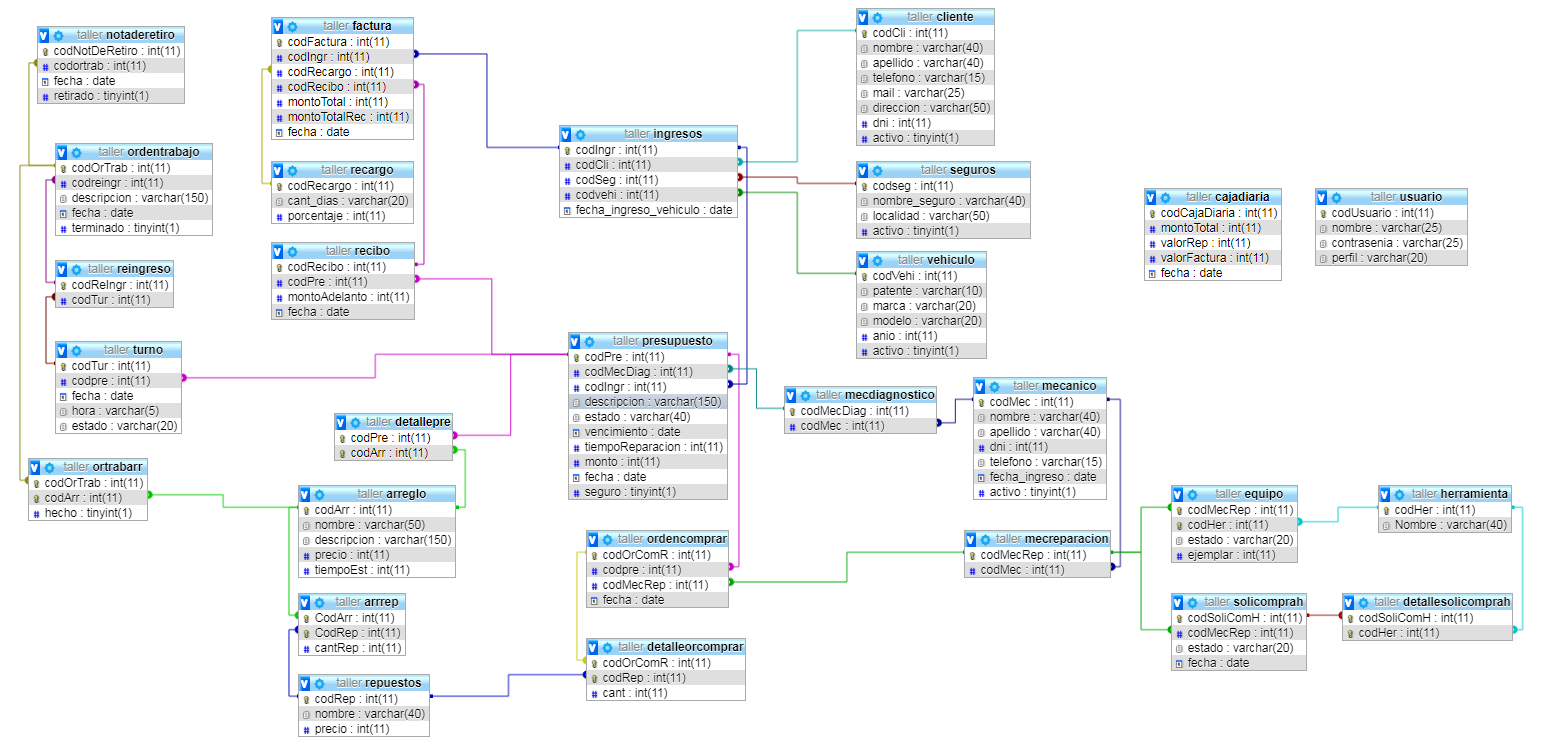 taller notaderetiro
codNotDeRetiro : int(11)
codortrab : int(11)
fecha : date
retirado : tinyint(1)
taller ordentrabajo
codOrTrab : int(11)
codreingr : int(11)
descripcion : varchar(150)
fecha : date
terminado : tinyint(1)
taller reingreso
codReIngr : int(11)
codTur : int(11)
taller turno
codTur : int(11)
codpre : int(11)
fecha : date
hora : varchar(5)
estado : varchar(20)
taller ortrabarr
codOrTrab : int(11)
codArr : int(11)
hecho : tinyint(1)
taller factura
codFactura : int(11)
codIngr : int(11)
codRecargo : int(11)
codRecibo : int(11)
montoTotal : int(11)
montoTotalRec : int(11)
fecha : date
taller recargo
codRecargo : int(11)
cant_dias : varchar(20)
porcentaje : int(11)
taller recibo
codRecibo : int(11)
codPre : int(11)
montoAdelanto : int(11)
fecha : date
taller detallepre
codPre : int(11)
codArr : int(11)
taller arreglo
codArr : int(11)
nombre : varchar(50)
descripcion : varchar(150)
precio : int(11)
tiempoEst : int(11)
taller arrrep
CodArr : int(11)
CodRep : int(11)
cantRep : int(11)
taller repuestos
codRep : int(11)
nombre : varchar(40)
precio : int(11)
taller ingresos
codIngr : int(11)
codCli : int(11)
codSeg : int(11)
codvehi : int(11)
fecha_ingreso_vehiculo : date
taller presupuesto
codPre : int(11)
codMecDiag : int(11)
codIngr : int(11)
descripcion : varchar(150)
estado : varchar(40)
vencimiento : date
tiempoReparacion : int(11)
monto : int(11)
fecha : date
seguro : tinyint(1)
taller ordencomprar
codOrComR : int(11)
codpre : int(11)
codMecRep : int(11)
fecha : date
taller detalleorcomprar
codOrComR : int(11)
codRep : int(11)
cant : int(11)
taller cliente
codCli : int(11)
nombre : varchar(40)
apellido : varchar(40)
telefono : varchar(15)
mail : varchar(25)
direccion : varchar(50)
dni : int(11)
activo : tinyint(1)
taller seguros
codseg : int(11)
nombre_seguro : varchar(40)
localidad : varchar(50)
activo : tinyint(1)
taller vehiculo
codVehi : int(11)
patente : varchar(10)
marca : varchar(20)
modelo : varchar(20)
anio : int(11)
activo : tinyint(1)
taller mecdiagnostico
codMecDiag : int(11)
codMec : int(11)
taller mecanico
codMec : int(11)
nombre : varchar(40)
apellido : varchar(40)
dni : int(11)
telefono : varchar(15)
fecha_ingreso : date
activo : tinyint(1)
taller mecreparacion
codMecRep : int(11)
codMec : int(11)
taller cajadiaria
codCajaDiaria : int(11)
montoTotal : int(11)
valorRep : int(11)
valorFactura : int(11)
fecha : date
taller usuario
codUsuario : int(11)
nombre : varchar(25)
contrasenia : varchar(25)
perfil : varchar(20)
taller equipo
codMecRep : int(11)
codHer : int(11)
estado : varchar(20)
ejemplar : int(11)
taller herramienta
codHer : int(11)
Nombre : varchar(40)
taller solicomprah
codSoliComH : int(11)
codMecRep : int(11)
estado : varchar(20)
fecha : date
taller detallesolicomprah
codSoliComH : int(11)
codHer : int(11)